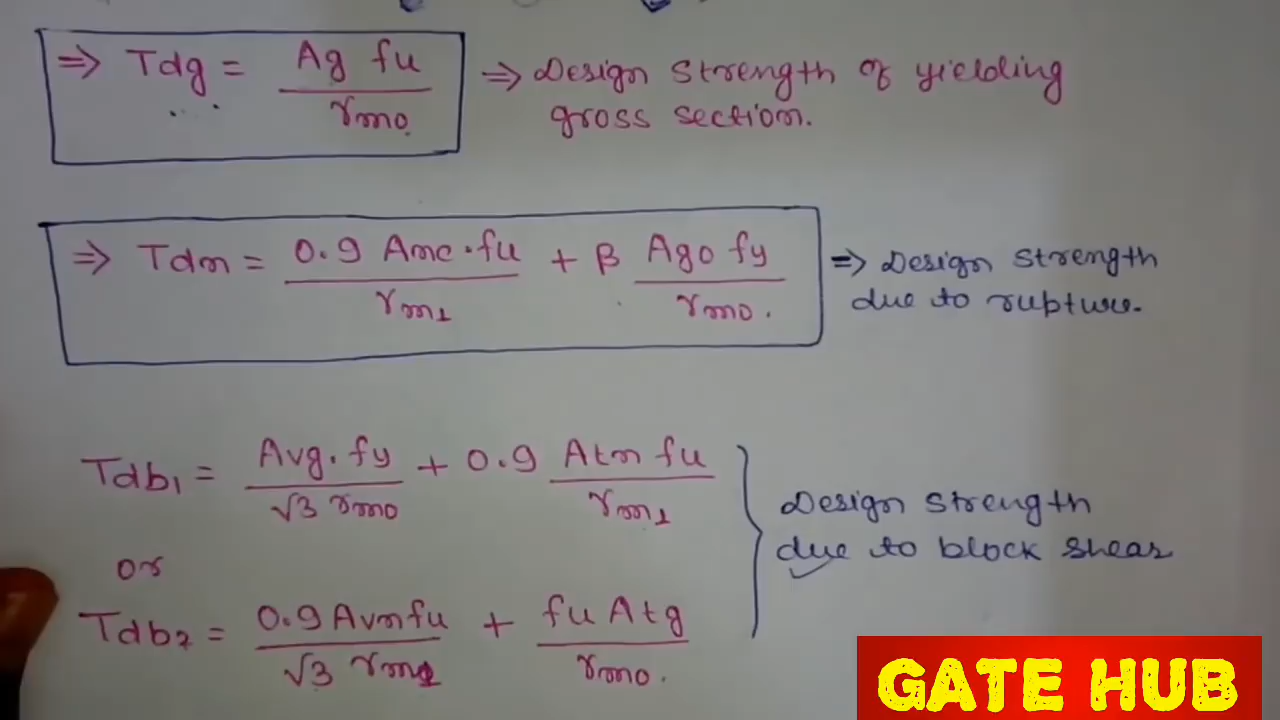 ⇒ Tdg = Ag fu / γm0 ⇒ Design strength of yielding
gross section.
⇒ Tdn = 0.9 Anc.fu / γm1 + β Ago fy / γm0. ⇒ Design strength
due to rupture.
Tdb1 = Avg.fy / √3 γm0 + 0.9 Atn fu / γm1
Design strength
due to block shear
or
Tdb2 = 0.9 Avn fu / √3 γm1 + fu Atg / γm0.
GATE HUB